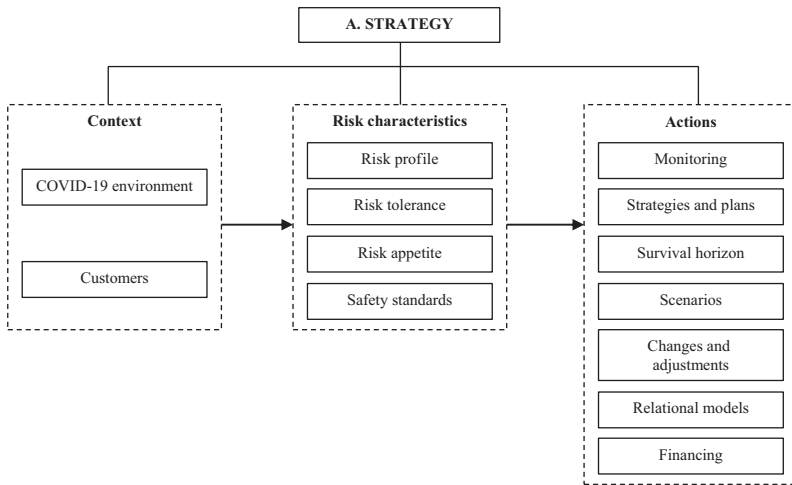 A. STRATEGY
Context
COVID-19 environment
Customers
Risk characteristics
Risk profile
Risk tolerance
Risk appetite
Safety standards
Actions
Monitoring
Strategies and plans
Survival horizon
Scenarios
Changes and
adjustments
Relational models
Financing